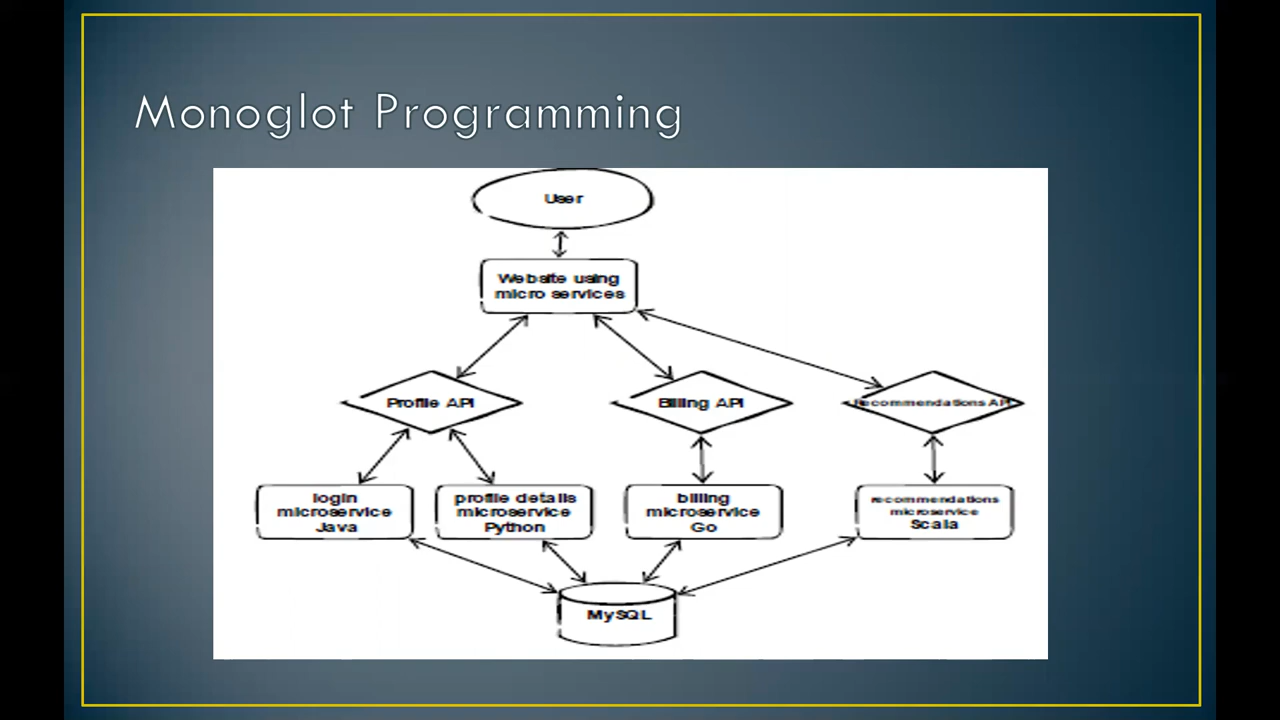 Monoglot Programming
User
Website using
micro services
Profile API
Billing API
Recommendations API
login
microservice
Java
profile details
microservice
Python
billing
microservice
Go
recommendations
microservice
Scala
MySQL